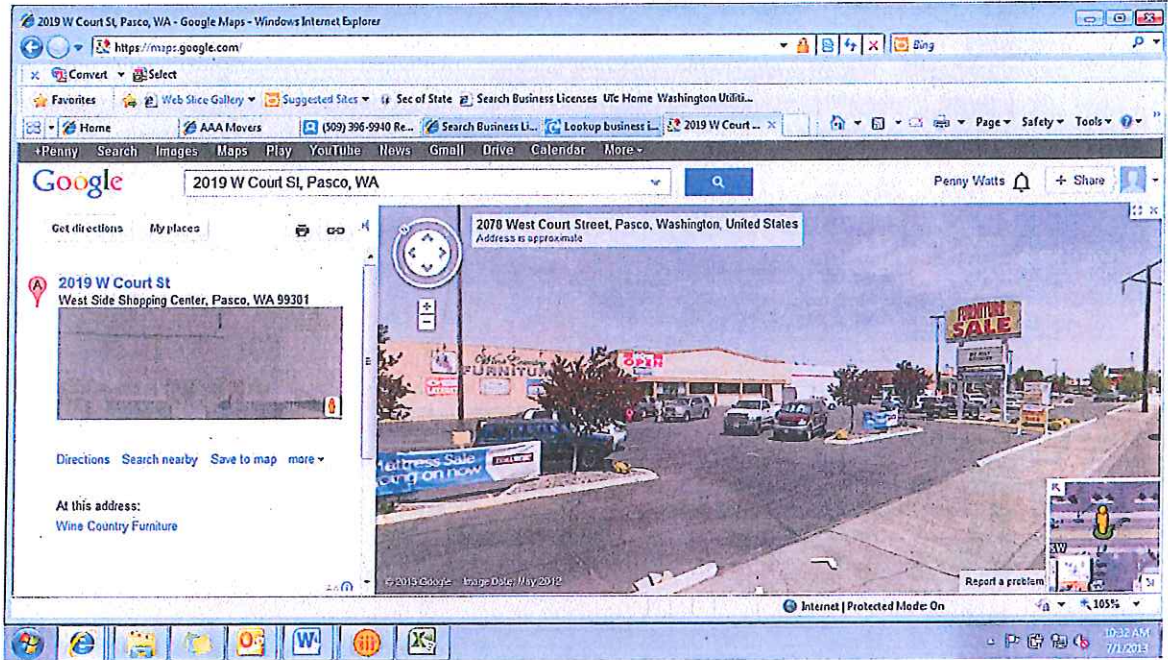 2019 W Court St, Pasco, WA - Google Maps - Windows Internet Explorer
https://maps.google.com/
Bing
x Convert Select
Favorites Web Slice Gallery Suggested Sites Sec of State Search Business Licenses UTC Home Washington Utiliti...
Home AAA Movers (509) 396-9940 Re... Search Business Li... Lookup business i... 2019 W Court ... Page Safety Tools
+Penny Search Images Maps Play YouTube News Gmail Drive Calendar More
Google 2019 W Court St, Pasco, WA Penny Watts + Share
Get directions My places
2078 West Court Street, Pasco, Washington, United States
Address is approximate
A
2019 W Court St
West Side Shopping Center, Pasco, WA 99301
FURNITURE
SALE
Wine Country
FURNITURE
OPEN
Mattress Sale
going on now
Directions Search nearby Save to map more
At this address:
Wine Country Furniture
© 2013 Google Image Date: May 2012
Report a problem
SW
Internet | Protected Mode: On 105%
10:32 AM
7/1/2013